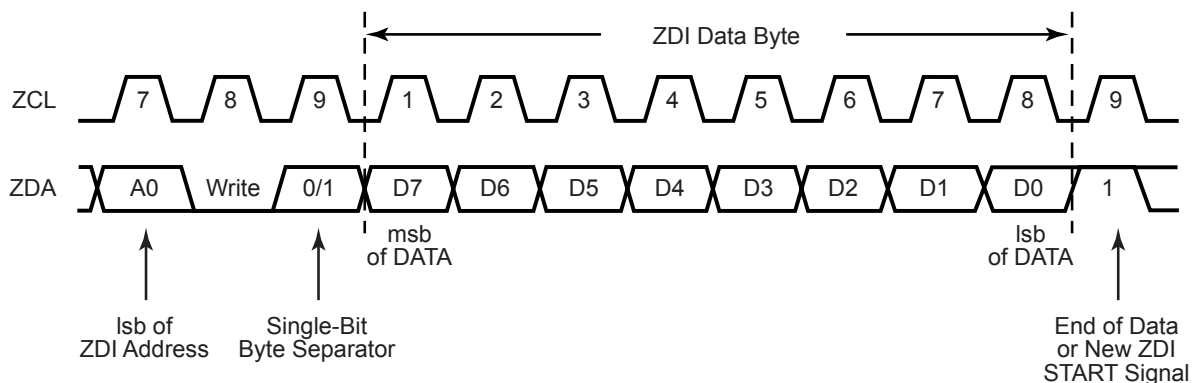 ZDI Data Byte
ZCL 7 8 9 1 2 3 4 5 6 7 8 9
ZDA A0 Write 0/1 D7 D6 D5 D4 D3 D2 D1 D0 1
msb
of DATA
lsb
of DATA
lsb of
ZDI Address
Single-Bit
Byte Separator
End of Data
or New ZDI
START Signal